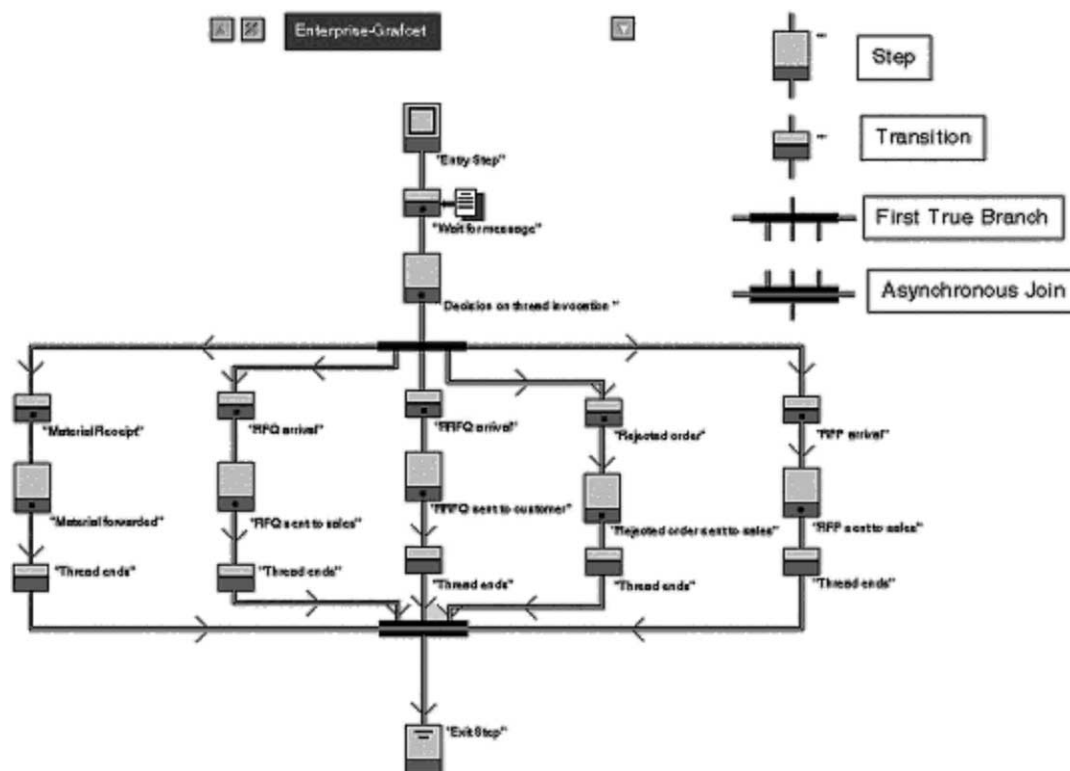 Enterprise-Grafcet
Step
Transition
First True Branch
Asynchronous Join
"Entry Step"
"Wait for message"
Decision on thread invocation "
"Material Receipt"
"RFQ arrival"
"RRFQ arrival"
"Rejected order"
"RFP arrival"
"Material forwarded"
"RFQ sent to sales"
"RRFQ sent to customer"
"Rejected order sent to sales"
"RFP sent to sales"
"Thread ends"
"Thread ends"
"Thread ends"
"Thread ends"
"Thread ends"
"Exit Step"